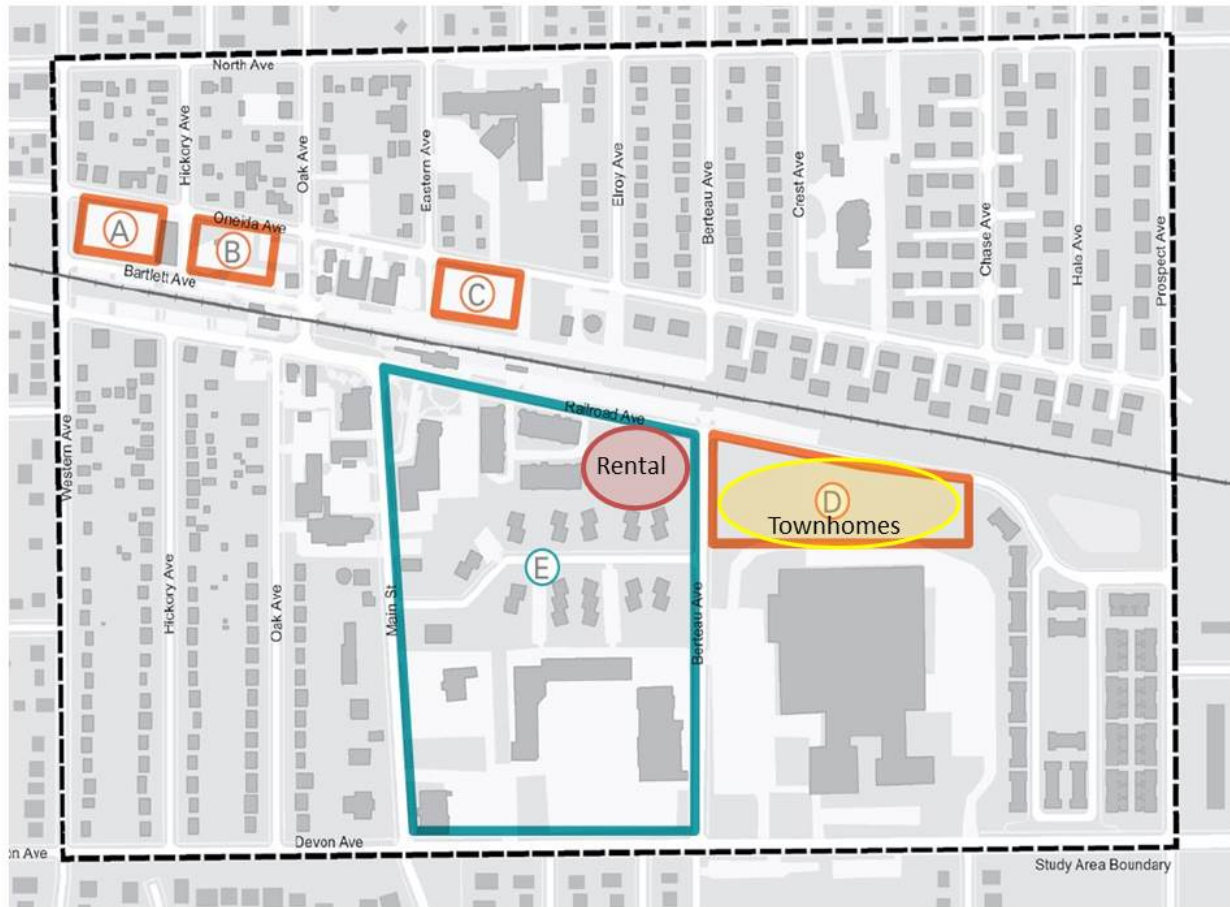 North Ave
Hickory Ave
Oak Ave
Eastern Ave
Elroy Ave
Berteau Ave
Crest Ave
Chase Ave
Halo Ave
Prospect Ave
A
B
Oneida Ave
C
Bartlett Ave
Railroad Ave
Rental
D
Townhomes
Western Ave
E
Hickory Ave
Oak Ave
Main St
Berteau Ave
Devon Ave
Ave
Study Area Boundary